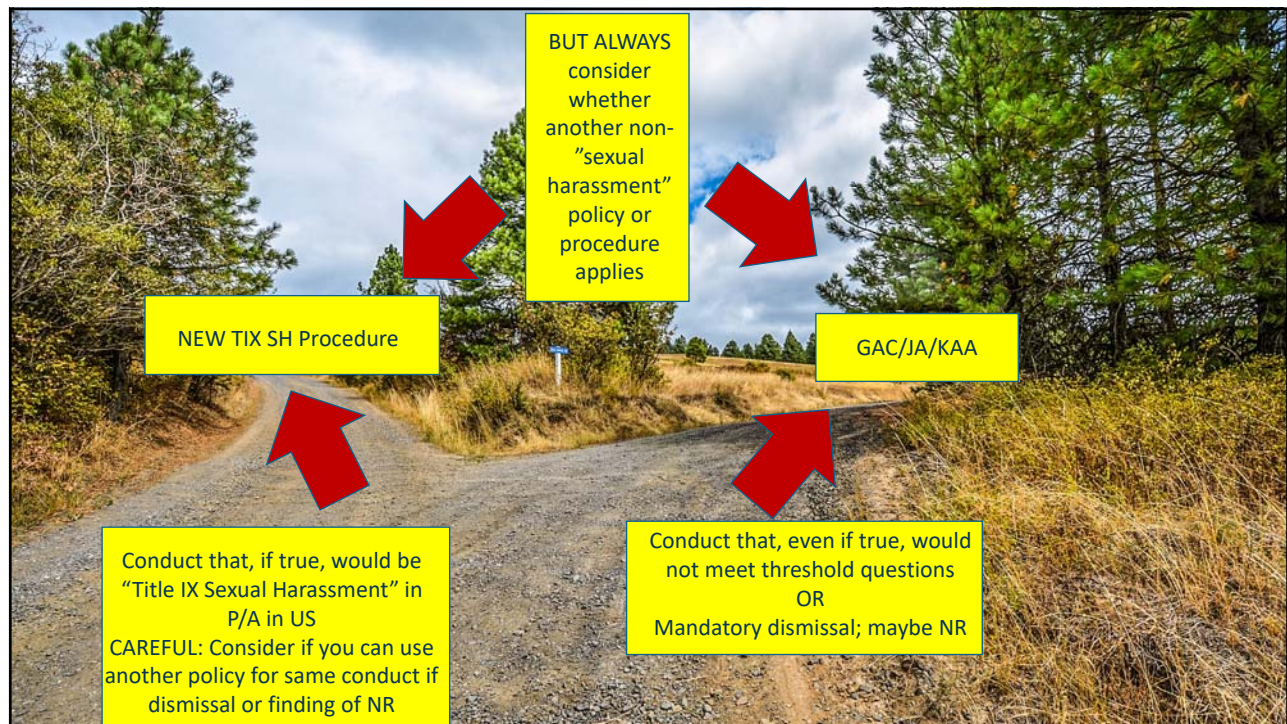 BUT ALWAYS
consider
whether
another non-
”sexual
harassment”
policy or
procedure
applies
NEW TIX SH Procedure
GAC/JA/KAA
Conduct that, if true, would be
“Title IX Sexual Harassment” in
P/A in US
CAREFUL: Consider if you can use
another policy for same conduct if
dismissal or finding of NR
Conduct that, even if true, would
not meet threshold questions
OR
Mandatory dismissal; maybe NR